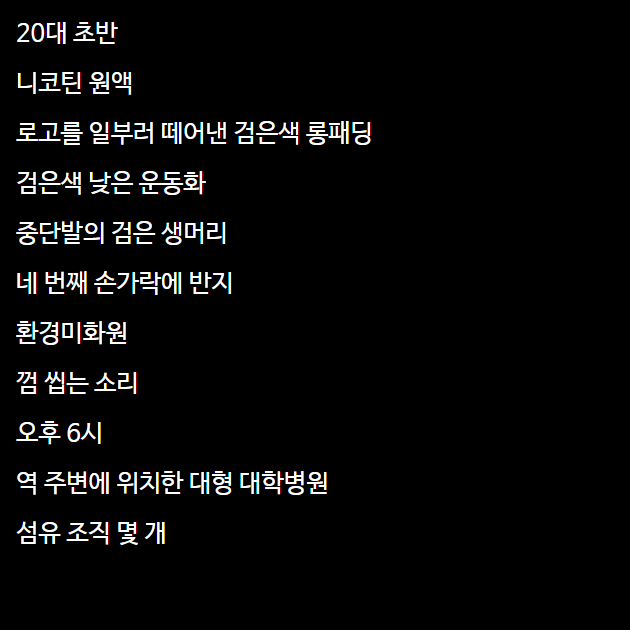 20대 초반
니코틴 원액
로고를 일부러 떼어낸 검은색 롱패딩
검은색 낮은 운동화
중단발의 검은 생머리
네 번째 손가락에 반지
환경미화원
껌 씹는 소리
오후 6시
역 주변에 위치한 대형 대학병원
섬유 조직 몇 개